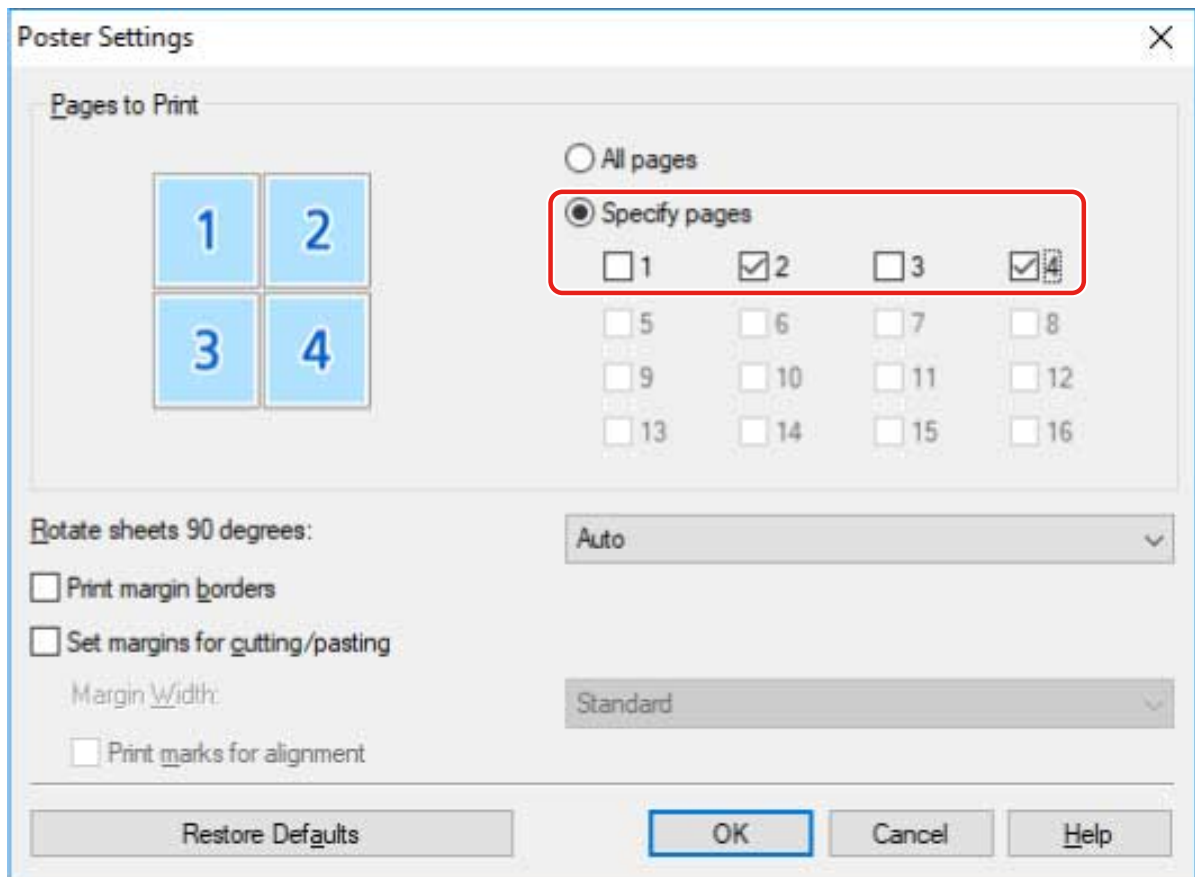 Poster Settings
Pages to Print
All pages
1 2
3 4
Specify pages
1 2 3 4
5 6 7 8
9 10 11 12
13 14 15 16
Rotate sheets 90 degrees: Auto
Print margin borders
Set margins for cutting/pasting
Margin Width: Standard
Print marks for alignment
Restore Defaults OK Cancel Help